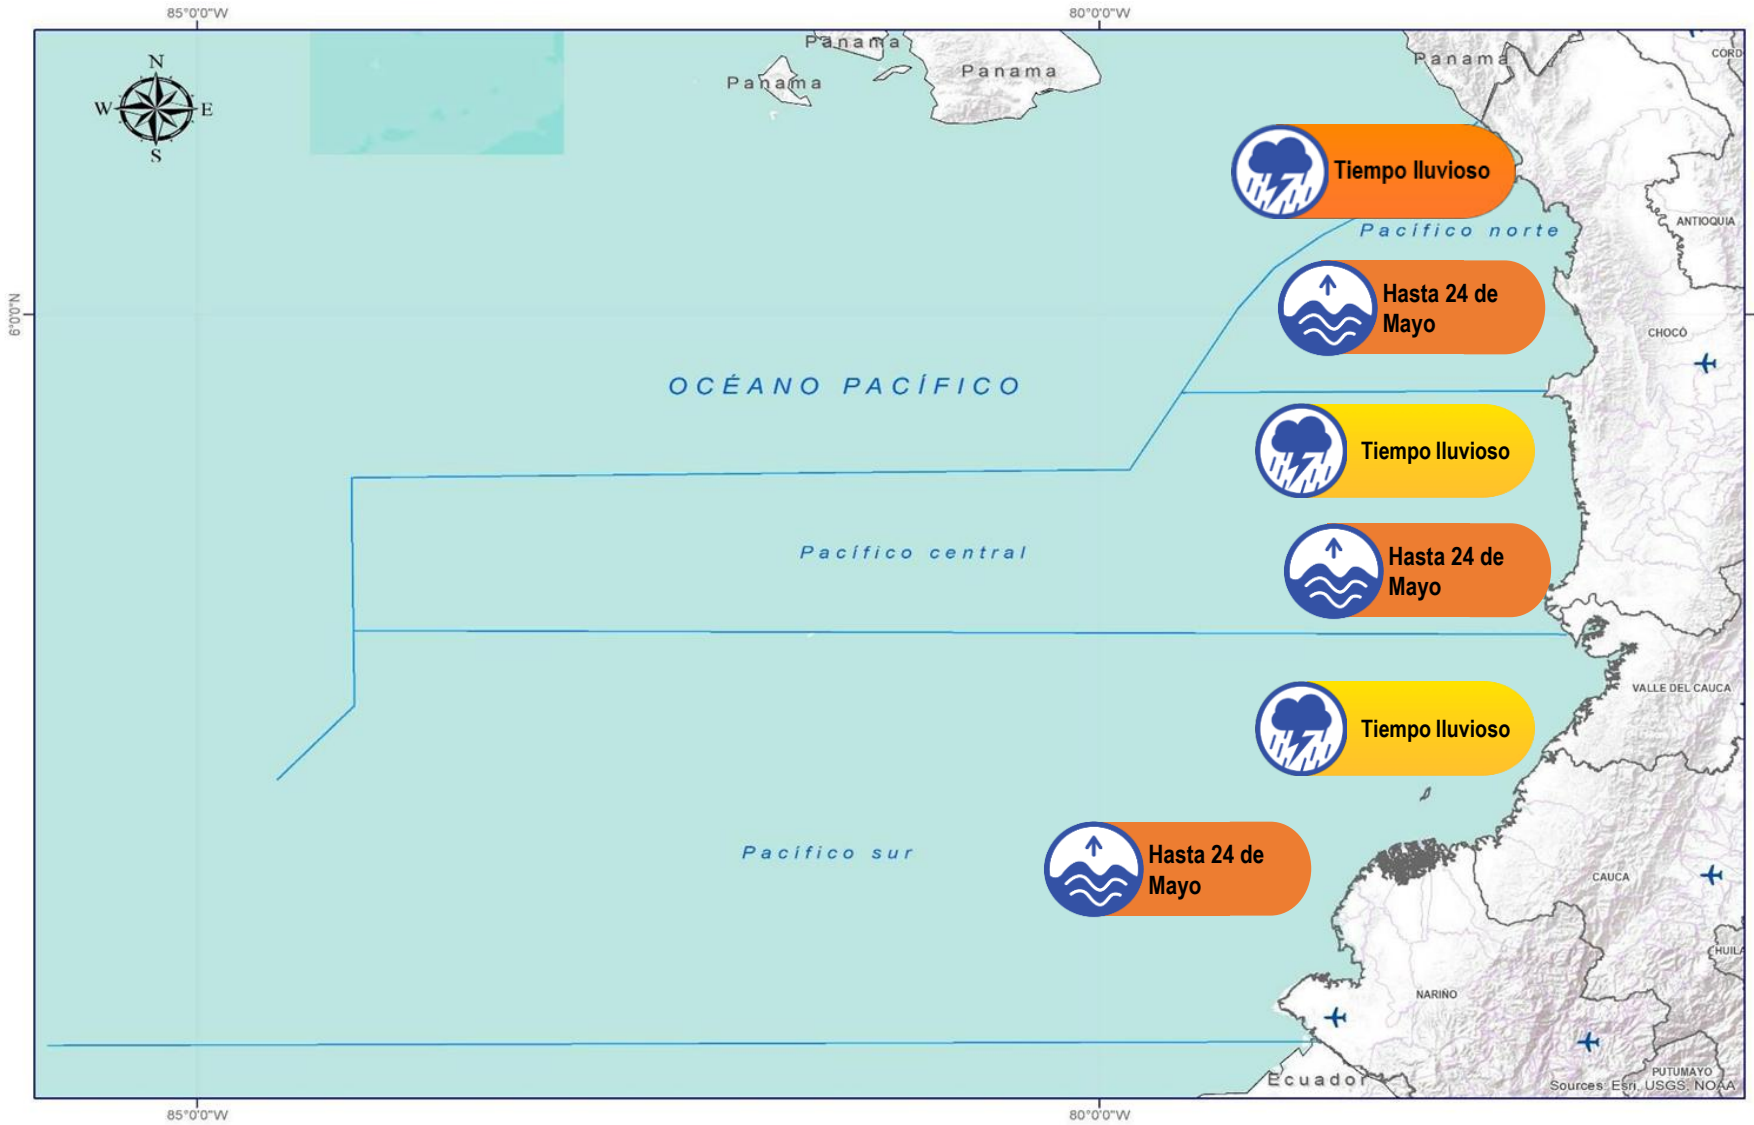 85°0'0"W
80°0'0"W
N
W
E
S
Panama
Panama
Panama
Panama
CORD
Tiempo lluvioso
ANTIOQUIA
Pacífico norte
Hasta 24 de
Mayo
6°0'0"N
CHOCÓ
OCÉANO PACÍFICO
Tiempo lluvioso
Pacífico central
Hasta 24 de
Mayo
VALLE DEL CAUCA
Tiempo lluvioso
Pacífico sur
Hasta 24 de
Mayo
CAUCA
HUILA
NARIÑO
Ecuador
PUTUMAYO
Sources: Esri, USGS, NOAA
85°0'0"W
80°0'0"W